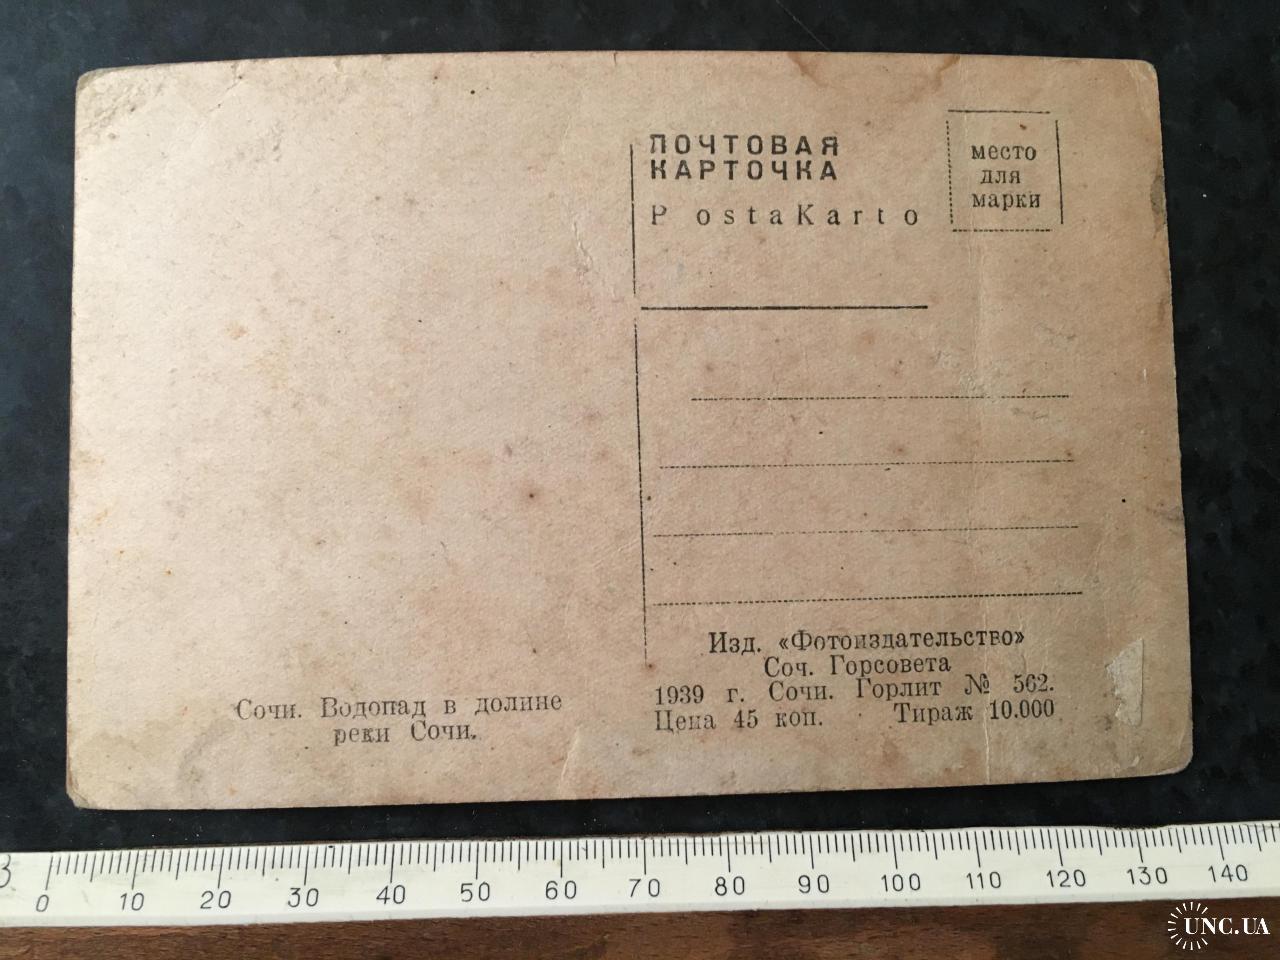 ПОЧТОВАЯ
КАРТОЧКА
PostaKarto
место
для
марки
Изд. «Фотоиздательство»
Соч. Горсовета
1939 г. Сочи. Горлит № 562.
Цена 45 коп. Тираж 10.000
Сочи. Водопад в долине
реки Сочи.
0 10 20 30 40 50 60 70 80 90 100 110 120 130 140
UNC.UA